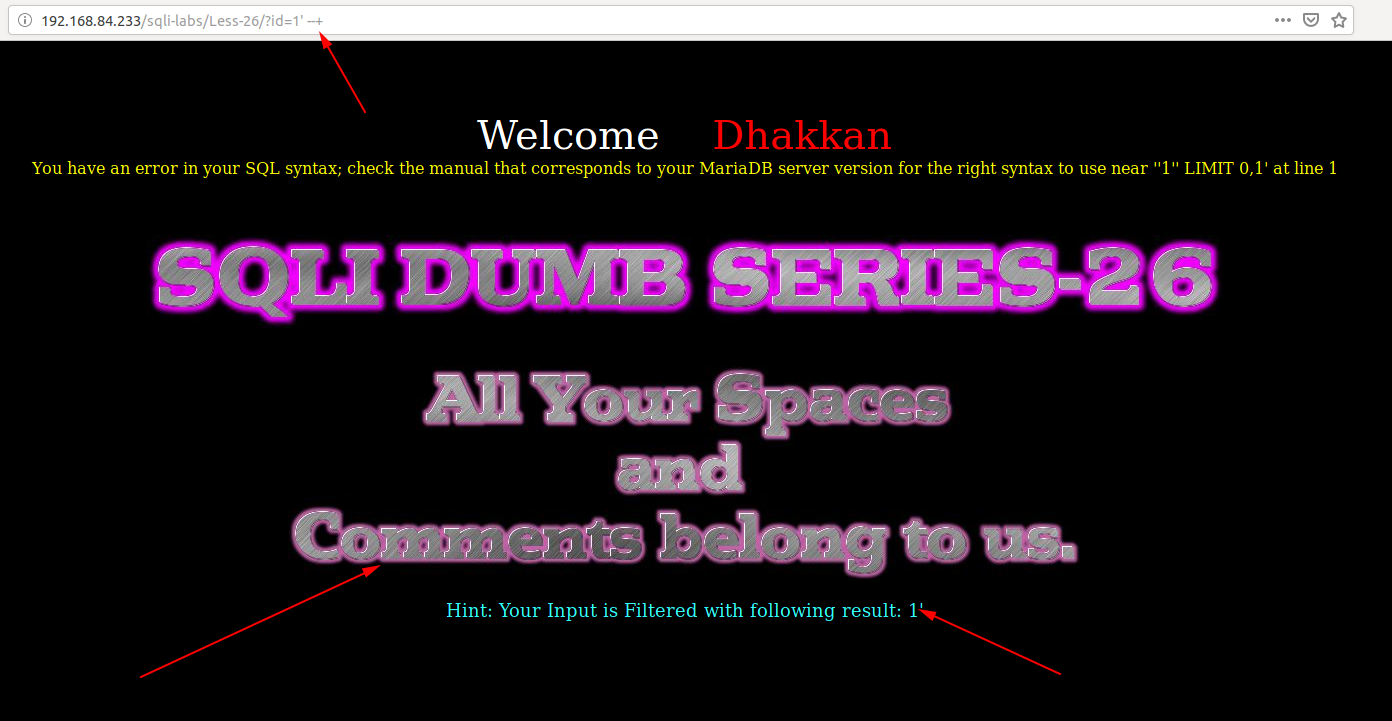 192.168.84.233/sqli-labs/Less-26/?id=1' --+
Welcome Dhakkan
You have an error in your SQL syntax; check the manual that corresponds to your MariaDB server version for the right syntax to use near ''1'' LIMIT 0,1' at line 1
SQLI DUMB SERIES-26
All Your Spaces
and
Comments belong to us.
Hint: Your Input is Filtered with following result: 1'